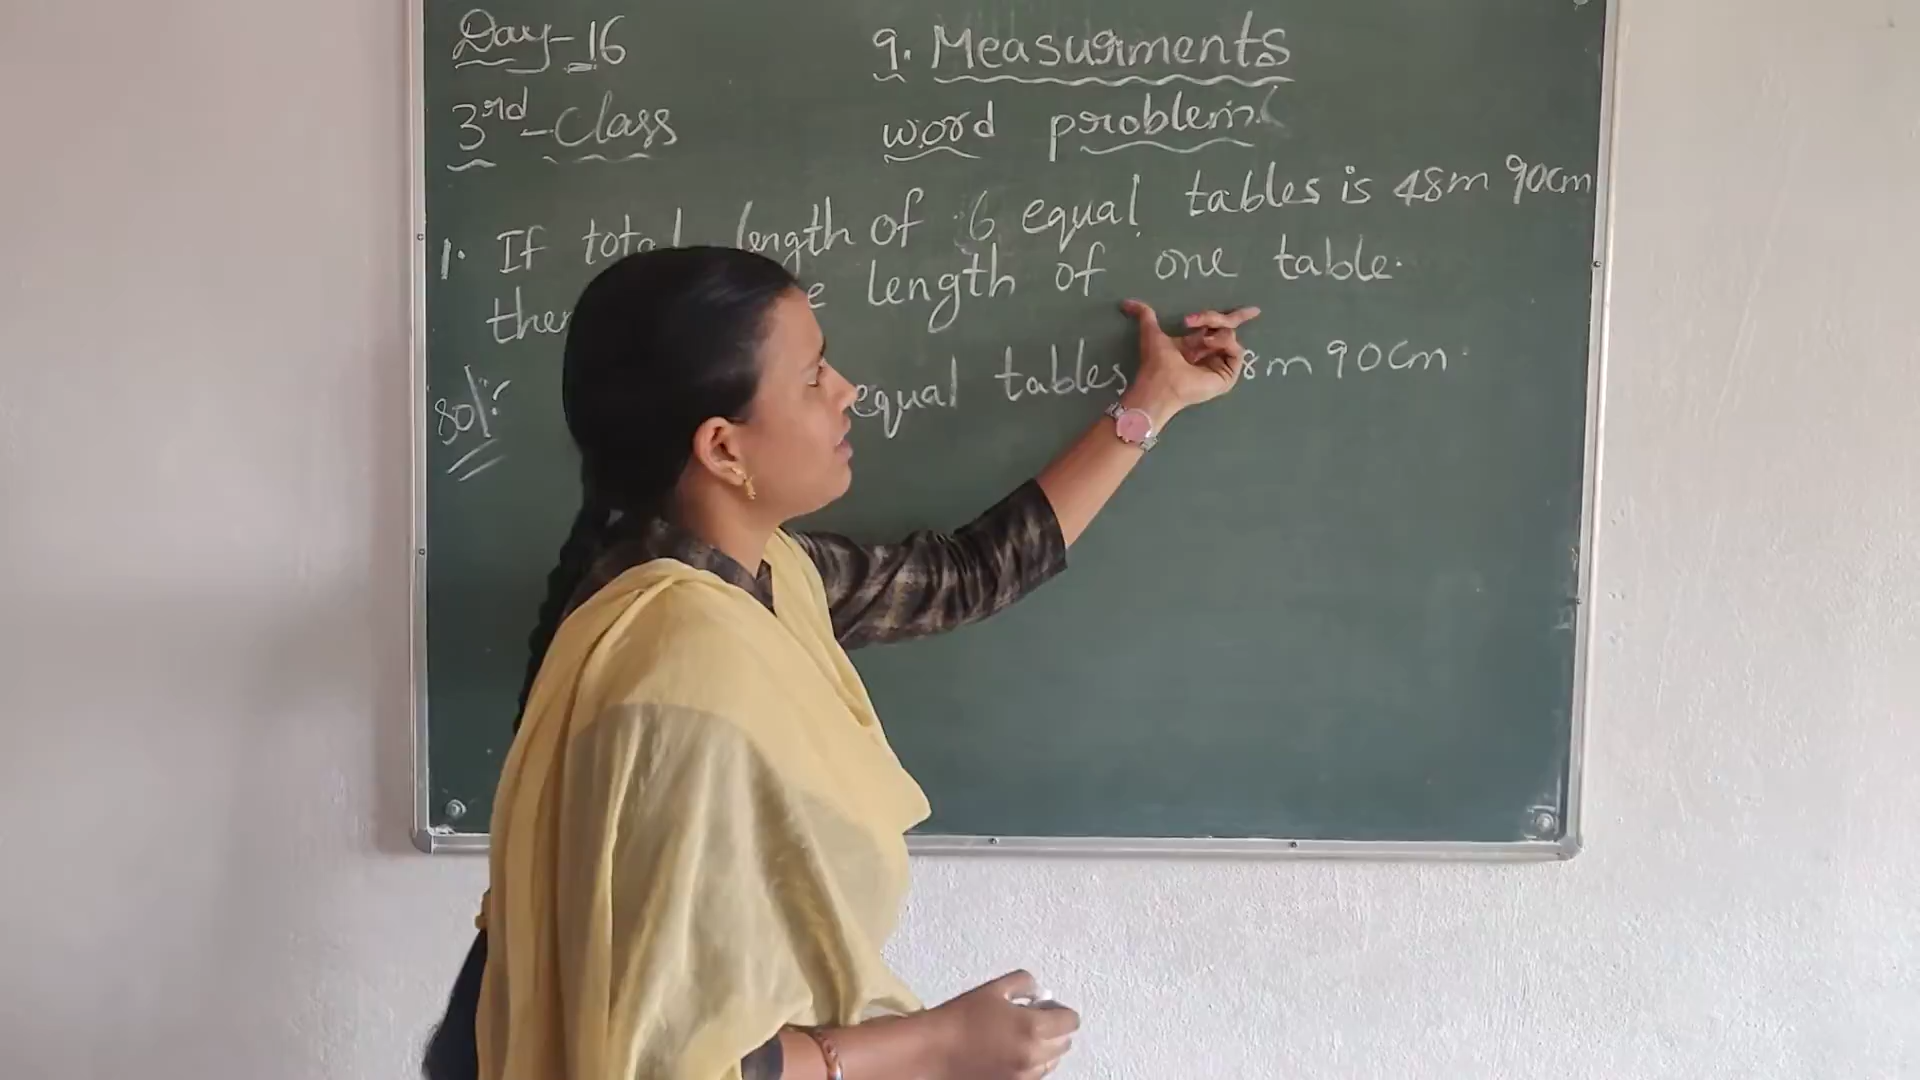 Day-16
3rd-Class
9. Measurments
word problem
1. If total length of 6 equal tables is 48m 90cm
length of one table.
Sol:
equal tables 8m 90cm.